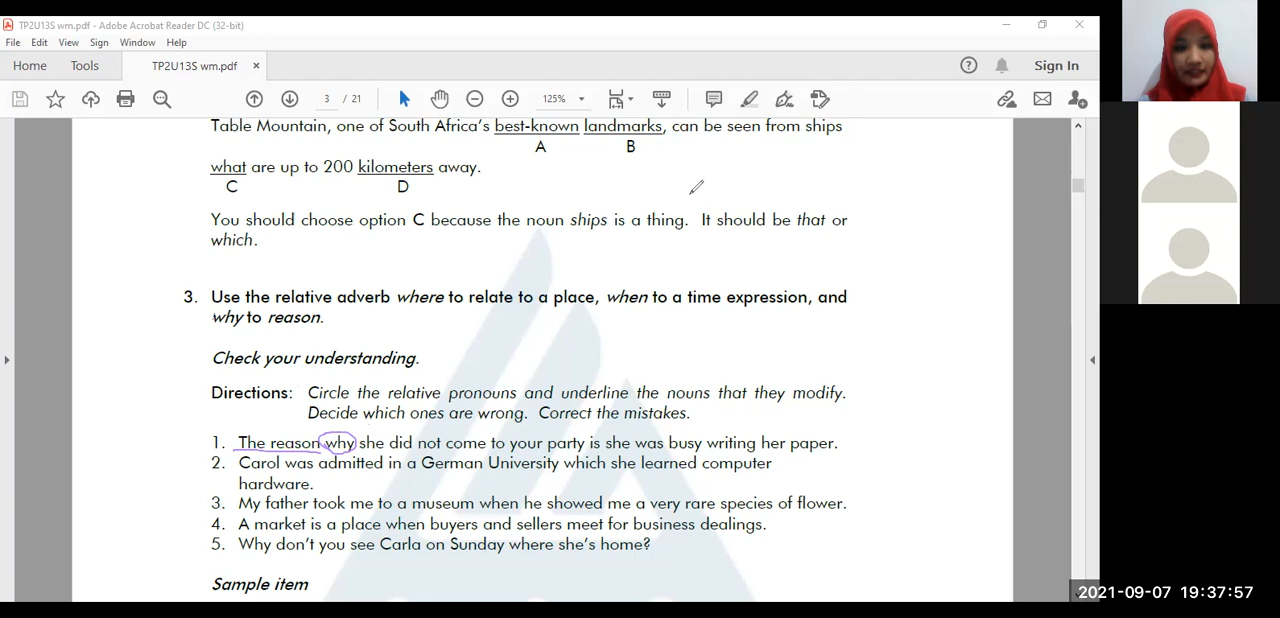 TP2U13S wm.pdf - Adobe Acrobat Reader DC (32-bit)
File Edit View Sign Window Help
Home Tools TP2U13S wm.pdf × Sign In
3 / 21 125%
Table Mountain, one of South Africa's best-known landmarks, can be seen from ships
A B
what are up to 200 kilometers away.
C D
You should choose option C because the noun ships is a thing. It should be that or
which.
3. Use the relative adverb where to relate to a place, when to a time expression, and
why to reason.
Check your understanding.
Directions: Circle the relative pronouns and underline the nouns that they modify.
Decide which ones are wrong. Correct the mistakes.
1. The reason why she did not come to your party is she was busy writing her paper.
2. Carol was admitted in a German University which she learned computer
hardware.
3. My father took me to a museum when he showed me a very rare species of flower.
4. A market is a place when buyers and sellers meet for business dealings.
5. Why don't you see Carla on Sunday where she's home?
Sample item
2021-09-07 19:37:57